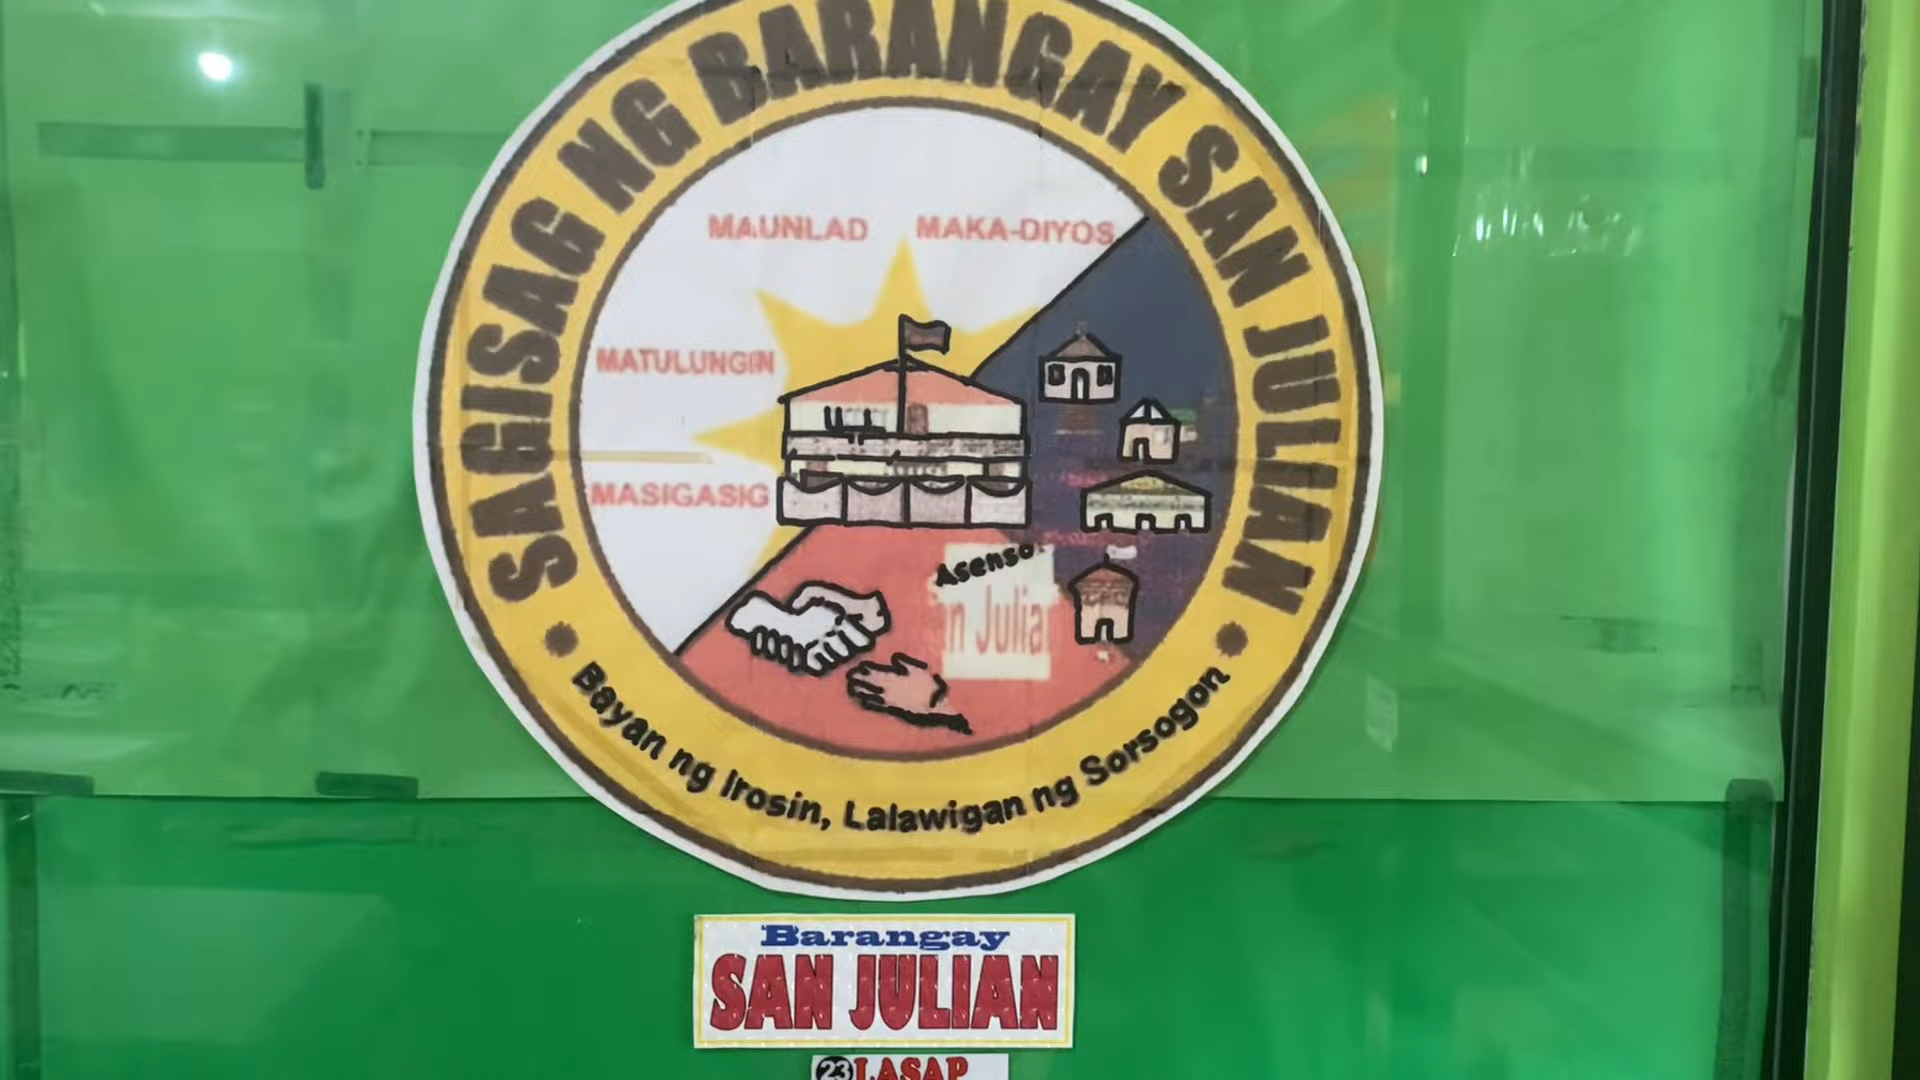 SAGISAG NG BARANGAY SAN JULIAN
MAUNLAD MAKA-DIYOS
MATULUNGIN
MASIGASIG
Asenso
Julian
Bayan ng Irosin, Lalawigan ng Sorsogon
Barangay
SAN JULIAN
23 LASAP